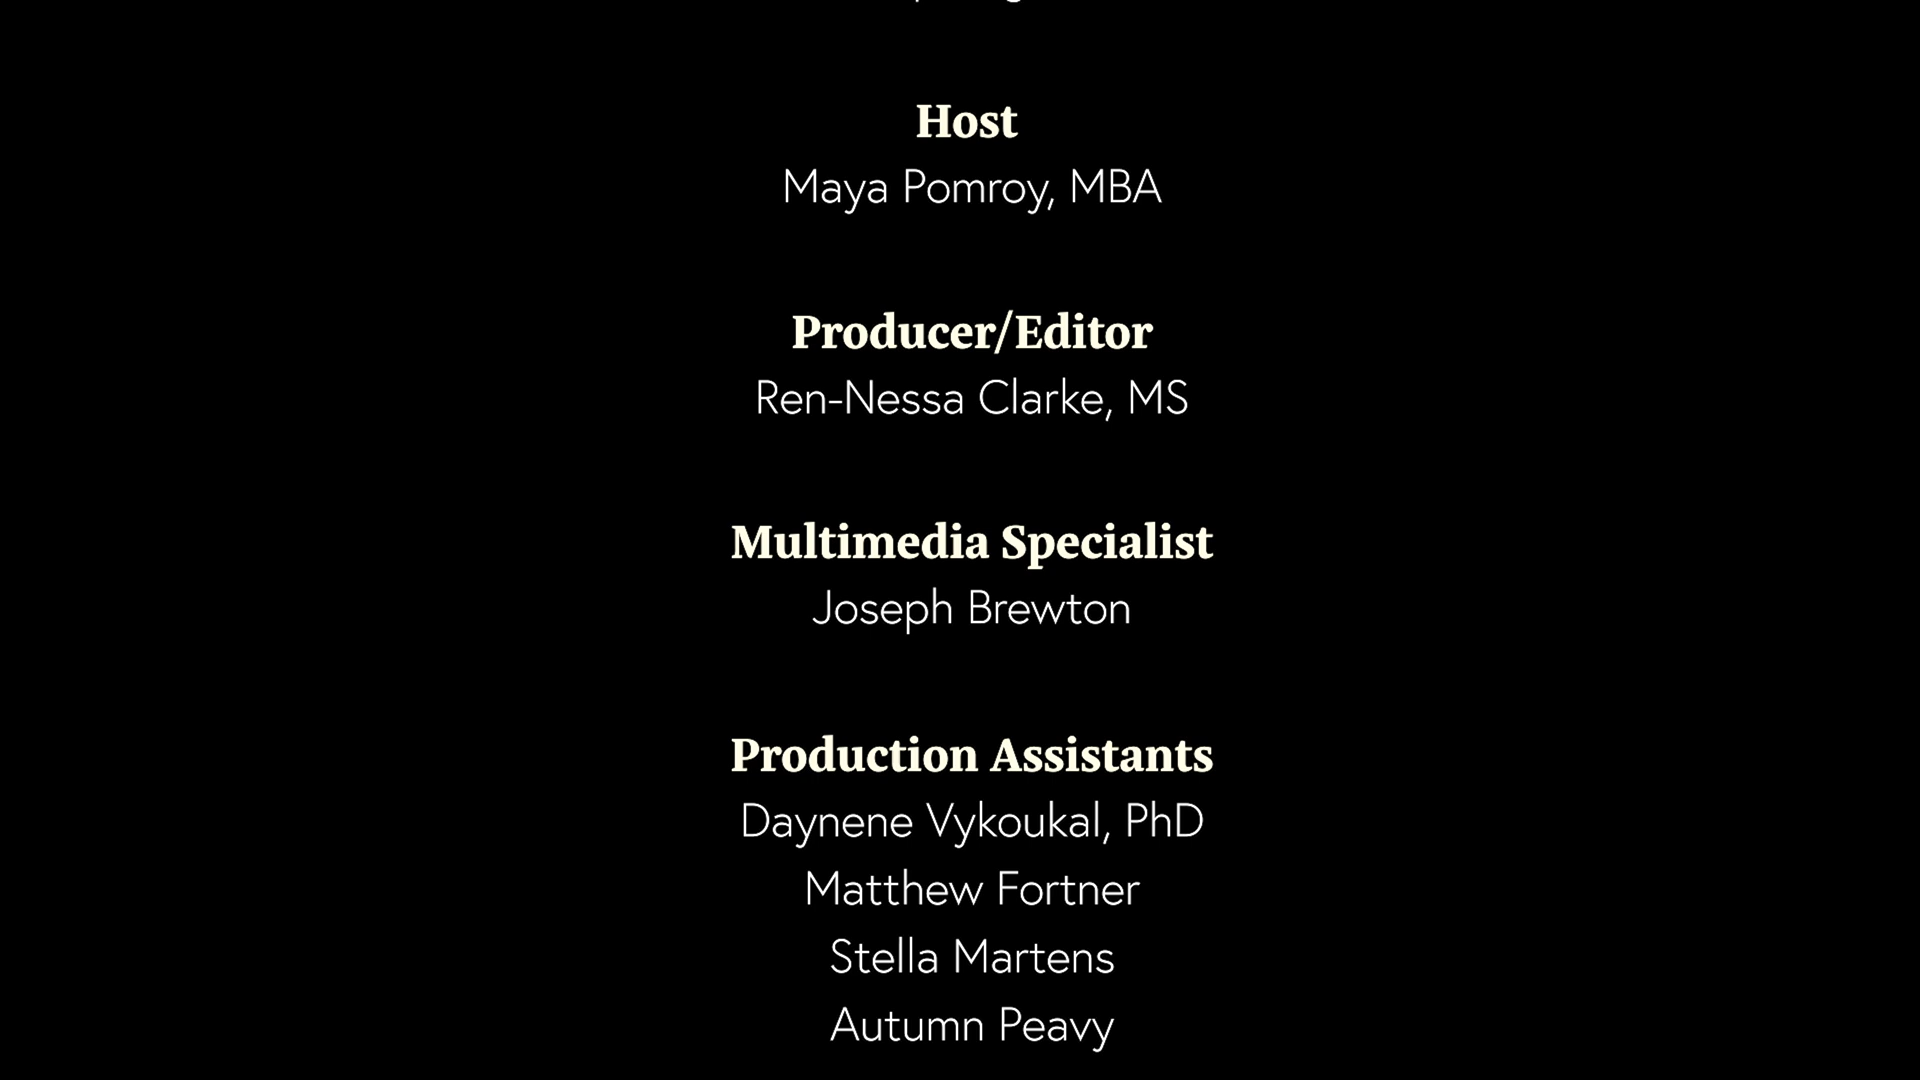 Host
Maya Pomroy, MBA
Producer/Editor
Ren-Nessa Clarke, MS
Multimedia Specialist
Joseph Brewton
Production Assistants
Daynene Vykoukal, PhD
Matthew Fortner
Stella Martens
Autumn Peavy